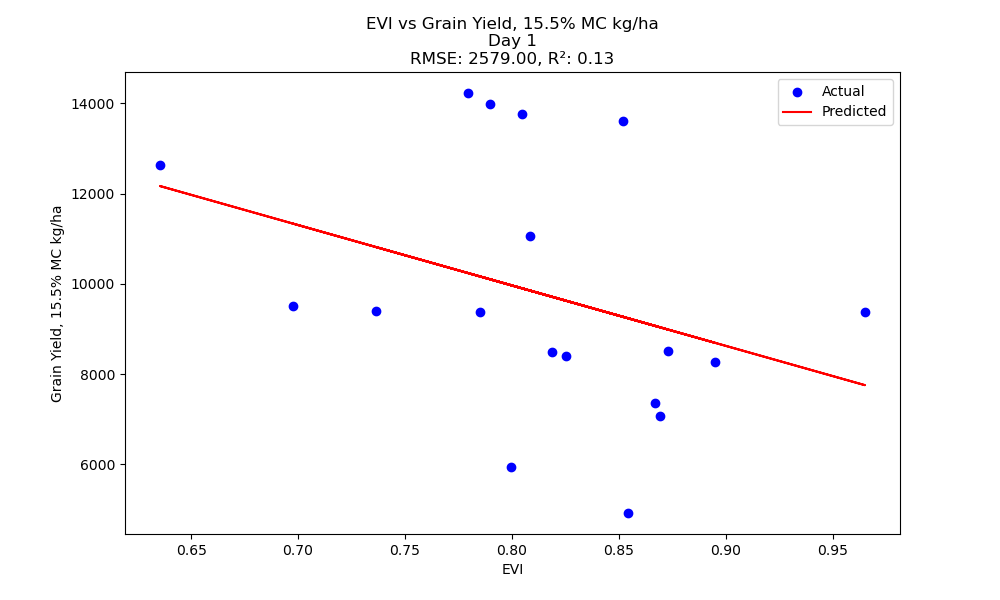 EVI vs Grain Yield, 15.5% MC kg/ha
Day 1
RMSE: 2579.00, R²: 0.13
Actual
Predicted
14000
12000
10000
8000
6000
Grain Yield, 15.5% MC kg/ha
0.65
0.70
0.75
0.80
0.85
0.90
0.95
EVI